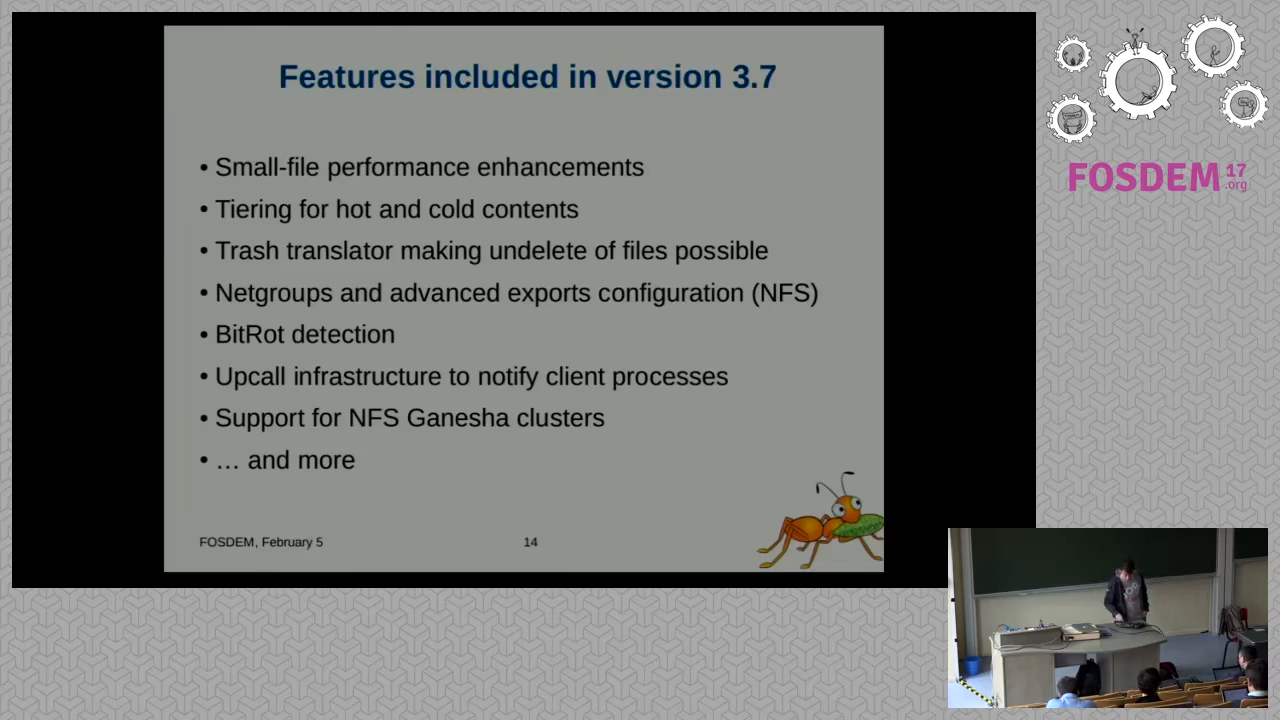 Features included in version 3.7
• Small-file performance enhancements
• Tiering for hot and cold contents
• Trash translator making undelete of files possible
• Netgroups and advanced exports configuration (NFS)
• BitRot detection
• Upcall infrastructure to notify client processes
• Support for NFS Ganesha clusters
• … and more
FOSDEM, February 5
14
FOSDEM 17
.org